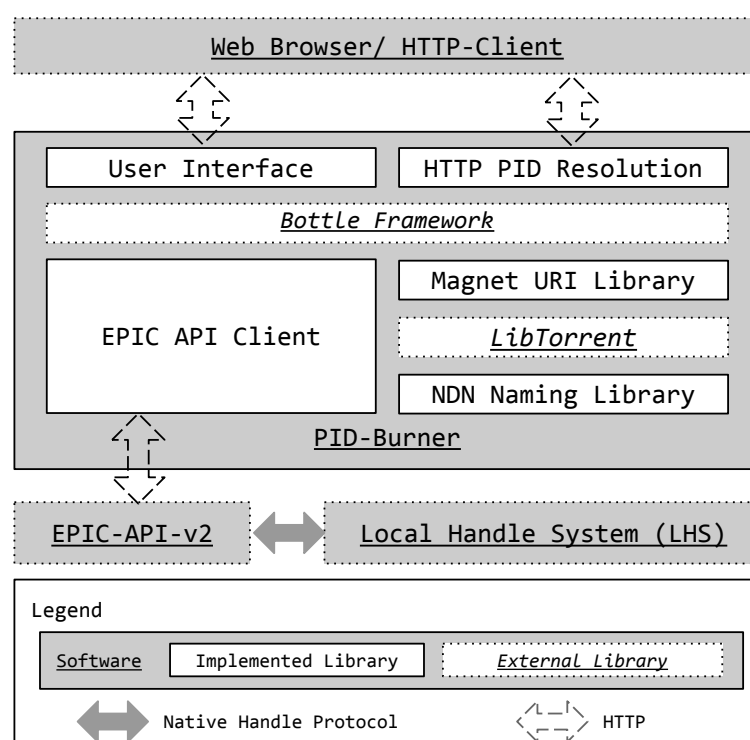 Web Browser/ HTTP-Client
User Interface
HTTP PID Resolution
Bottle Framework
EPIC API Client
Magnet URI Library
LibTorrent
NDN Naming Library
PID-Burner
EPIC-API-v2
Local Handle System (LHS)
Legend
Software
Implemented Library
External Library
Native Handle Protocol
HTTP